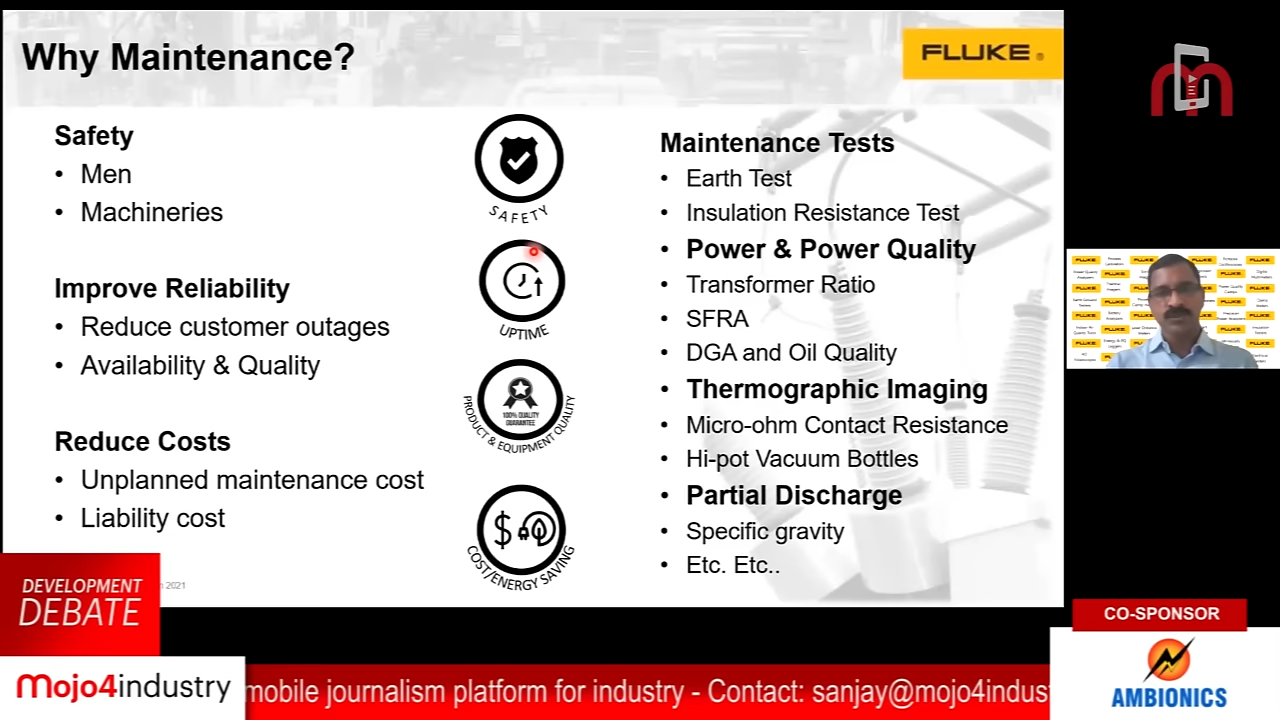 Why Maintenance?
FLUKE ®
Safety
• Men
• Machineries
Improve Reliability
• Reduce customer outages
• Availability & Quality
Reduce Costs
• Unplanned maintenance cost
• Liability cost
SAFETY
UPTIME
100% QUALITY
GUARANTEE
PRODUCT & EQUIPMENT QUALITY
$
COST/ENERGY SAVING
Maintenance Tests
• Earth Test
• Insulation Resistance Test
• Power & Power Quality
• Transformer Ratio
• SFRA
• DGA and Oil Quality
• Thermographic Imaging
• Micro-ohm Contact Resistance
• Hi-pot Vacuum Bottles
• Partial Discharge
• Specific gravity
• Etc. Etc..
2021
FLUKE
FLUKE
FLUKE
DEVELOPMENT
DEBATE
mojo4industry
mobile journalism platform for industry - Contact: sanjay@mojo4indust
CO-SPONSOR
AMBIONICS